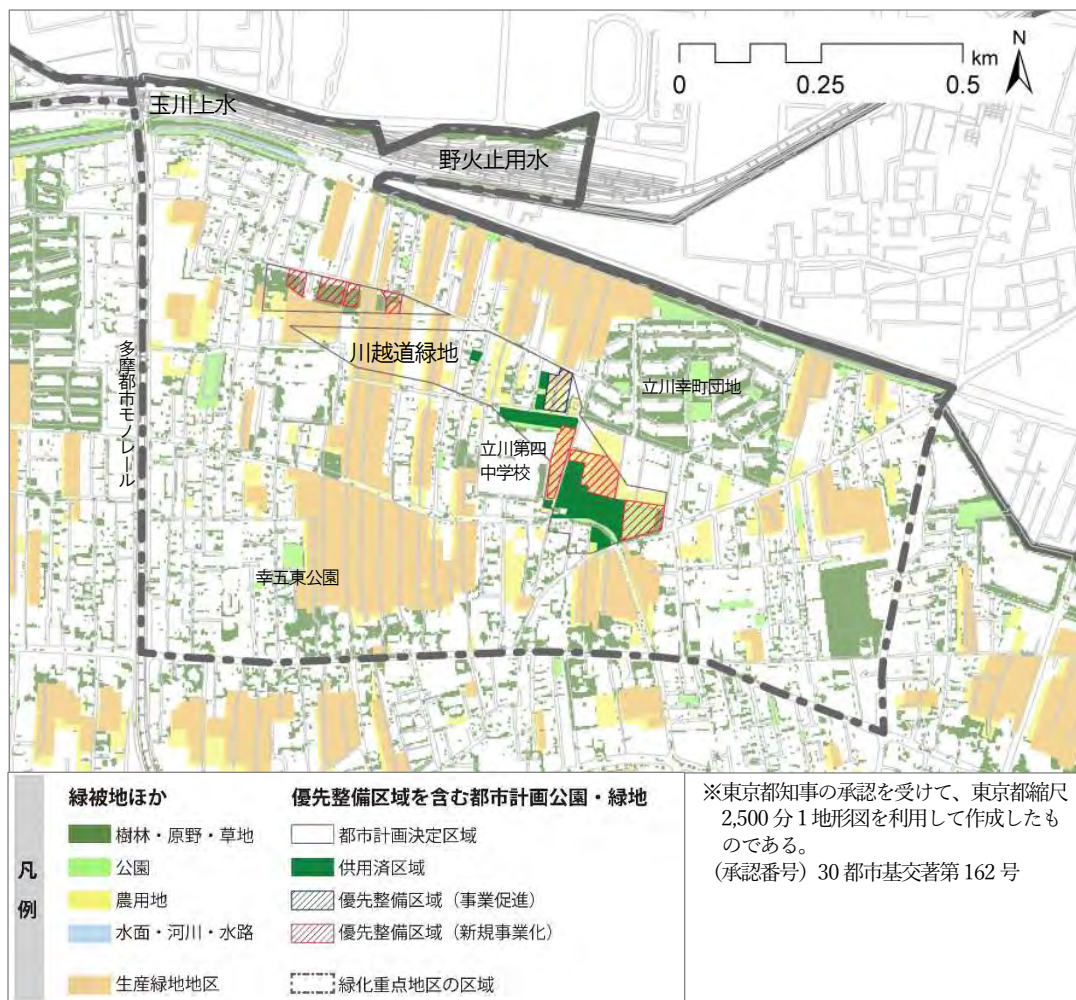 N
km
0
0.25
0.5
玉川上水
野火止用水
多摩都市モノレール
川越道緑地
立川幸町団地
立川第四
中学校
幸五東公園
凡例
緑被地ほか
樹林・原野・草地
公園
農用地
水面・河川・水路
生産緑地地区
優先整備区域を含む都市計画公園・緑地
都市計画決定区域
供用済区域
優先整備区域（事業促進）
優先整備区域（新規事業化）
緑化重点地区の区域
※東京都知事の承認を受けて、東京都縮尺
2,500 分 1 地形図を利用して作成したも
のである。
（承認番号）30 都市基交著第 162 号